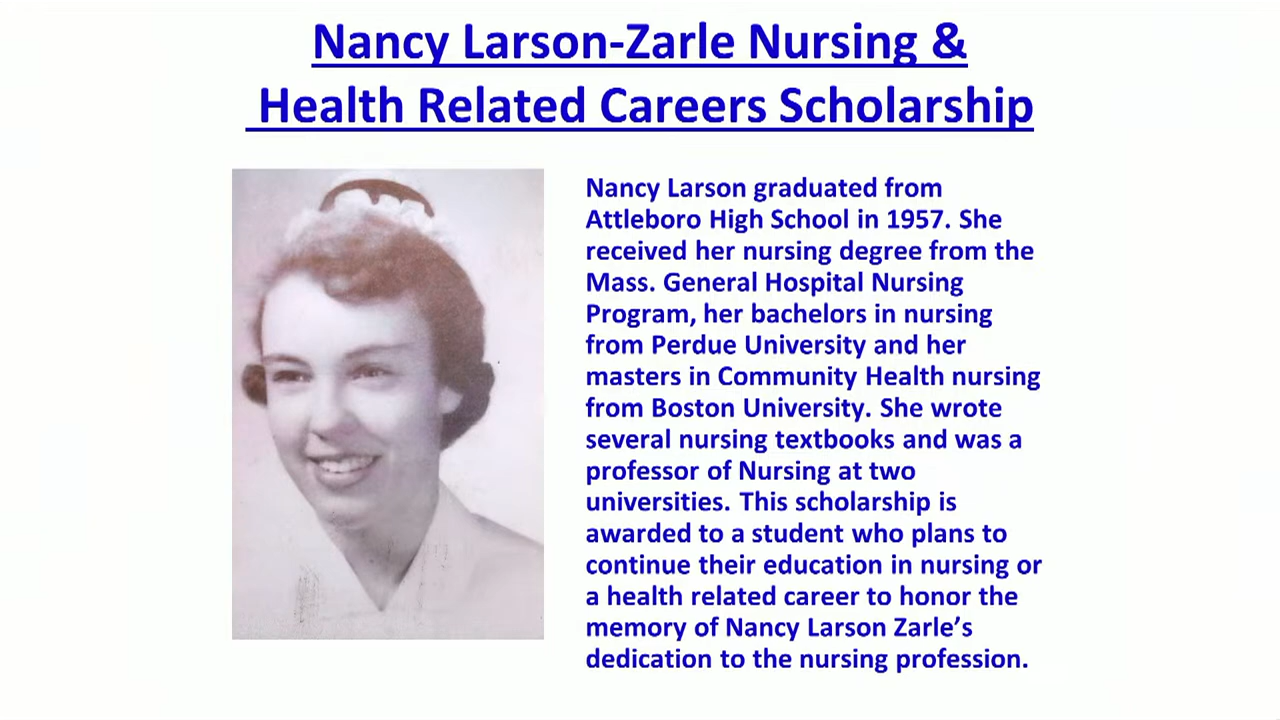 Nancy Larson-Zarle Nursing &
Health Related Careers Scholarship
Nancy Larson graduated from
Attleboro High School in 1957. She
received her nursing degree from the
Mass. General Hospital Nursing
Program, her bachelors in nursing
from Perdue University and her
masters in Community Health nursing
from Boston University. She wrote
several nursing textbooks and was a
professor of Nursing at two
universities. This scholarship is
awarded to a student who plans to
continue their education in nursing or
a health related career to honor the
memory of Nancy Larson Zarle’s
dedication to the nursing profession.